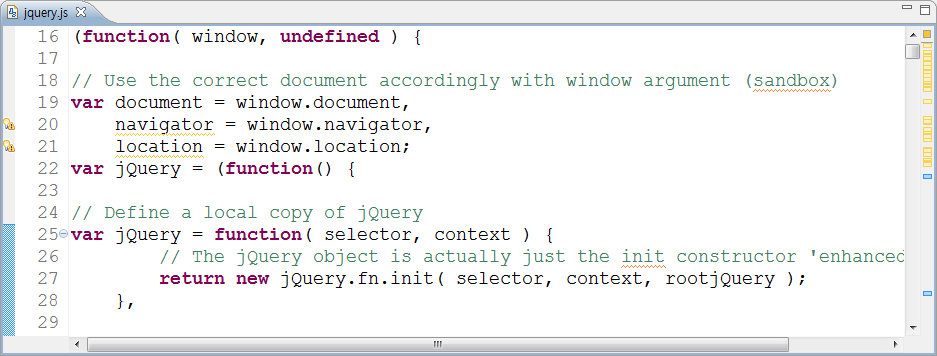 jquery.js
16 (function( window, undefined ) {
17
18 // Use the correct document accordingly with window argument (sandbox)
19 var document = window.document,
20     navigator = window.navigator,
21     location = window.location;
22 var jQuery = (function() {
23
24 // Define a local copy of jQuery
25 var jQuery = function( selector, context ) {
26         // The jQuery object is actually just the init constructor 'enhanced
27         return new jQuery.fn.init( selector, context, rootjQuery );
28     },
29